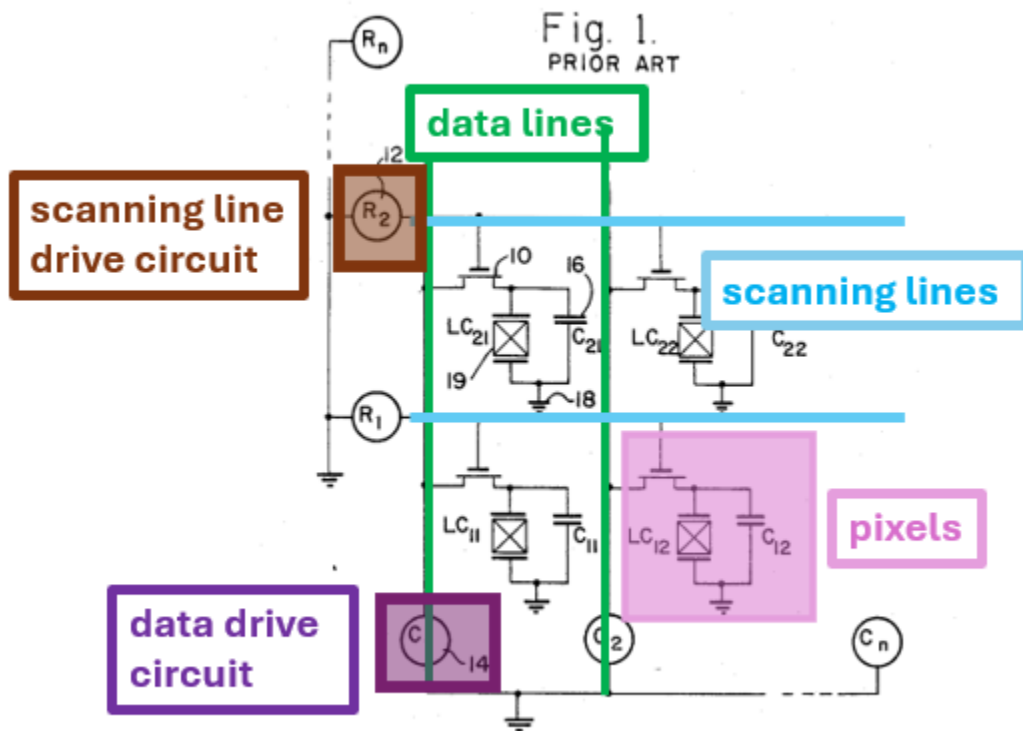 Rn
Fig. 1.
PRIOR ART
data lines
12
scanning line
drive circuit
R2
10
16
scanning lines
LC21
C21
LC22
C22
19
18
R1
LC11
C11
LC12
C12
pixels
data drive
circuit
C
14
C2
Cn